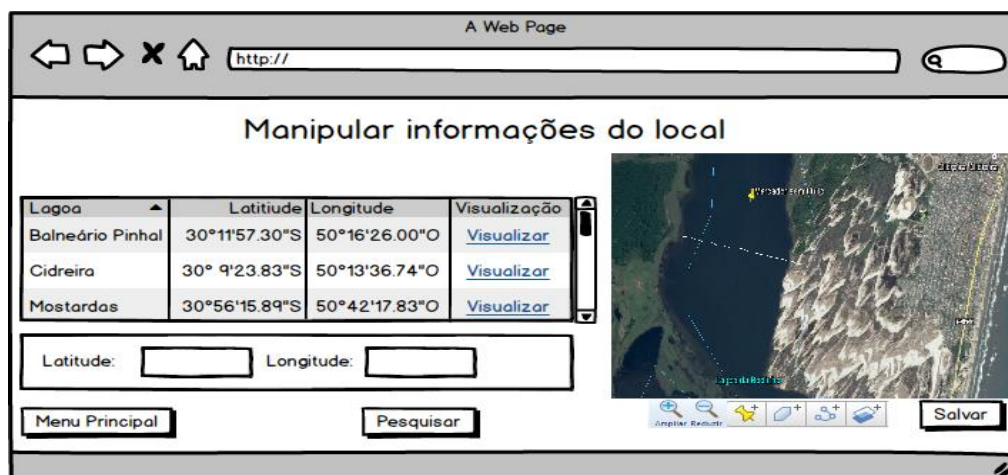 A Web Page
http://
Manipular informações do local
Lagoa Latitiude Longitude Visualização
Balneário Pinhal 30°11'57.30"S 50°16'26.00"O Visualizar
Cidreira 30° 9'23.83"S 50°13'36.74"O Visualizar
Mostardas 30°56'15.89"S 50°42'17.83"O Visualizar
Latitude: Longitude:
Menu Principal Pesquisar
Ampliar Reduzir
Salvar